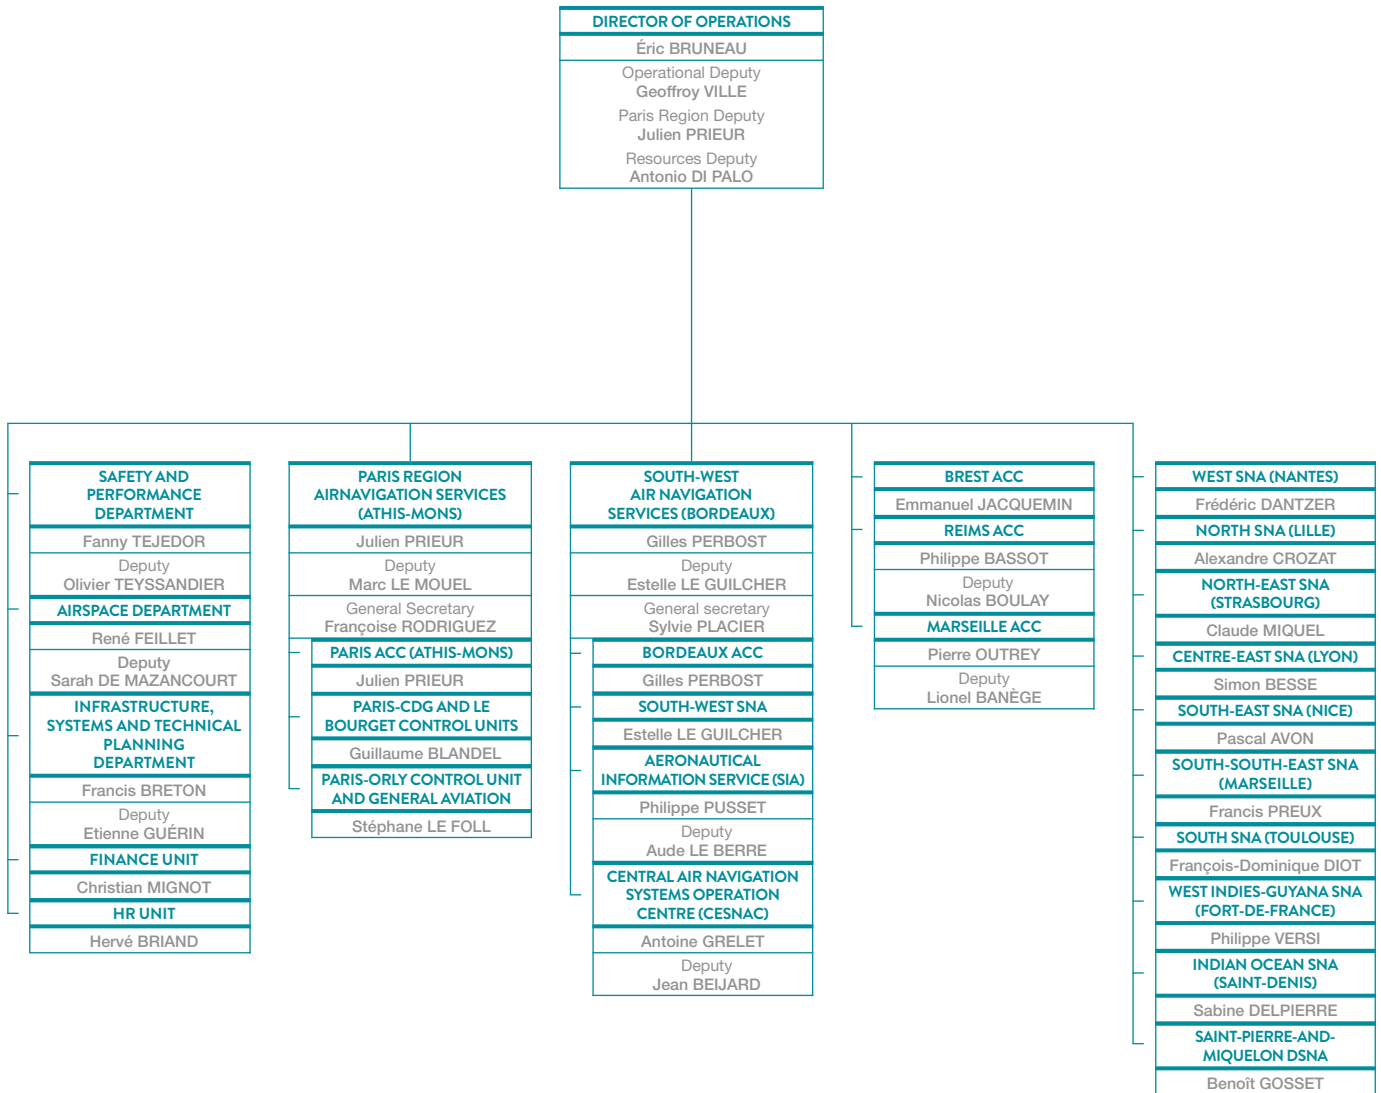 DIRECTOR OF OPERATIONS
Éric BRUNEAU
Operational Deputy
Geoffroy VILLE
Paris Region Deputy
Julien PRIEUR
Resources Deputy
Antonio DI PALO
SAFETY AND
PERFORMANCE
DEPARTMENT
Fanny TEJEDOR
Deputy
Olivier TEYSSANDIER
AIRSPACE DEPARTMENT
René FEILLET
Deputy
Sarah DE MAZANCOURT
INFRASTRUCTURE,
SYSTEMS AND TECHNICAL
PLANNING
DEPARTMENT
Francis BRETON
Deputy
Etienne GUÉRIN
FINANCE UNIT
Christian MIGNOT
HR UNIT
Hervé BRIAND
PARIS REGION
AIRNAVIGATION SERVICES
(ATHIS-MONS)
Julien PRIEUR
Deputy
Marc LE MOUEL
General Secretary
Françoise RODRIGUEZ
PARIS ACC (ATHIS-MONS)
Julien PRIEUR
PARIS-CDG AND LE
BOURGET CONTROL UNITS
Guillaume BLANDEL
PARIS-ORLY CONTROL UNIT
AND GENERAL AVIATION
Stéphane LE FOLL
SOUTH-WEST
AIR NAVIGATION
SERVICES (BORDEAUX)
Gilles PERBOST
Deputy
Estelle LE GUILCHER
General secretary
Sylvie PLACIER
BORDEAUX ACC
Gilles PERBOST
SOUTH-WEST SNA
Estelle LE GUILCHER
AERONAUTICAL
INFORMATION SERVICE (SIA)
Philippe PUSSET
Deputy
Aude LE BERRE
CENTRAL AIR NAVIGATION
SYSTEMS OPERATION
CENTRE (CESNAC)
Antoine GRELET
Deputy
Jean BEIJARD
BREST ACC
Emmanuel JACQUEMIN
REIMS ACC
Philippe BASSOT
Deputy
Nicolas BOULAY
MARSEILLE ACC
Pierre OUTREY
Deputy
Lionel BANÈGE
WEST SNA (NANTES)
Frédéric DANTZER
NORTH SNA (LILLE)
Alexandre CROZAT
NORTH-EAST SNA
(STRASBOURG)
Claude MIQUEL
CENTRE-EAST SNA (LYON)
Simon BESSE
SOUTH-EAST SNA (NICE)
Pascal AVON
SOUTH-SOUTH-EAST SNA
(MARSEILLE)
Francis PREUX
SOUTH SNA (TOULOUSE)
François-Dominique DIOT
WEST INDIES-GUYANA SNA
(FORT-DE-FRANCE)
Philippe VERSI
INDIAN OCEAN SNA
(SAINT-DENIS)
Sabine DELPIERRE
SAINT-PIERRE-AND-
MIQUELON DSNA
Benoît GOSSET